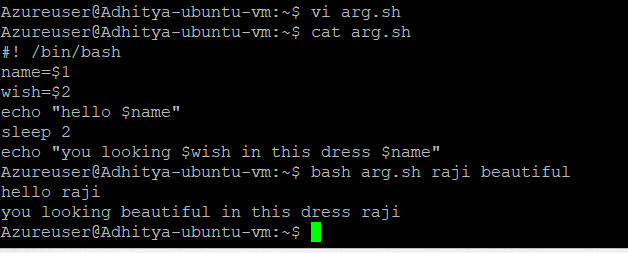 Azureuser@Adhitya-ubuntu-vm:~$ vi arg.sh
Azureuser@Adhitya-ubuntu-vm:~$ cat arg.sh
#! /bin/bash
name=$1
wish=$2
echo "hello $name"
sleep 2
echo "you looking $wish in this dress $name"
Azureuser@Adhitya-ubuntu-vm:~$ bash arg.sh raji beautiful
hello raji
you looking beautiful in this dress raji
Azureuser@Adhitya-ubuntu-vm:~$